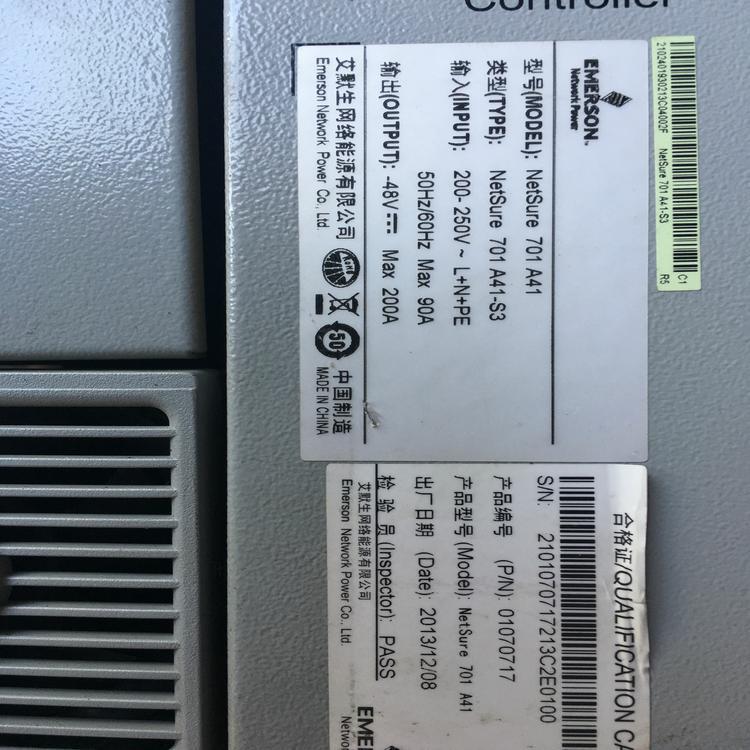 Controller
2102401930213C04002F NetSure 701 A41-S3
C1
R5
EMERSON
Network Power
型号(MODEL): NetSure 701 A41
类型(TYPE): NetSure 701 A41-S3
输入(INPUT): 200-250V ~ L+N+PE
50Hz/60Hz Max 90A
输出(OUTPUT): -48V Max 200A
艾默生网络能源有限公司
Emerson Network Power Co., Ltd.
50
中国制造
MADE IN CHINA
合格证/QUALIFICATION CA
S/N: 2101070717213C2E0100
产品编号 (P/N): 01070717
产品型号(Model): NetSure 701 A41
出厂日期 (Date): 2013/12/08
检 验 员(Inspector): PASS
艾默生网络能源有限公司
Emerson Network Power Co., Ltd.
EME
Netwo